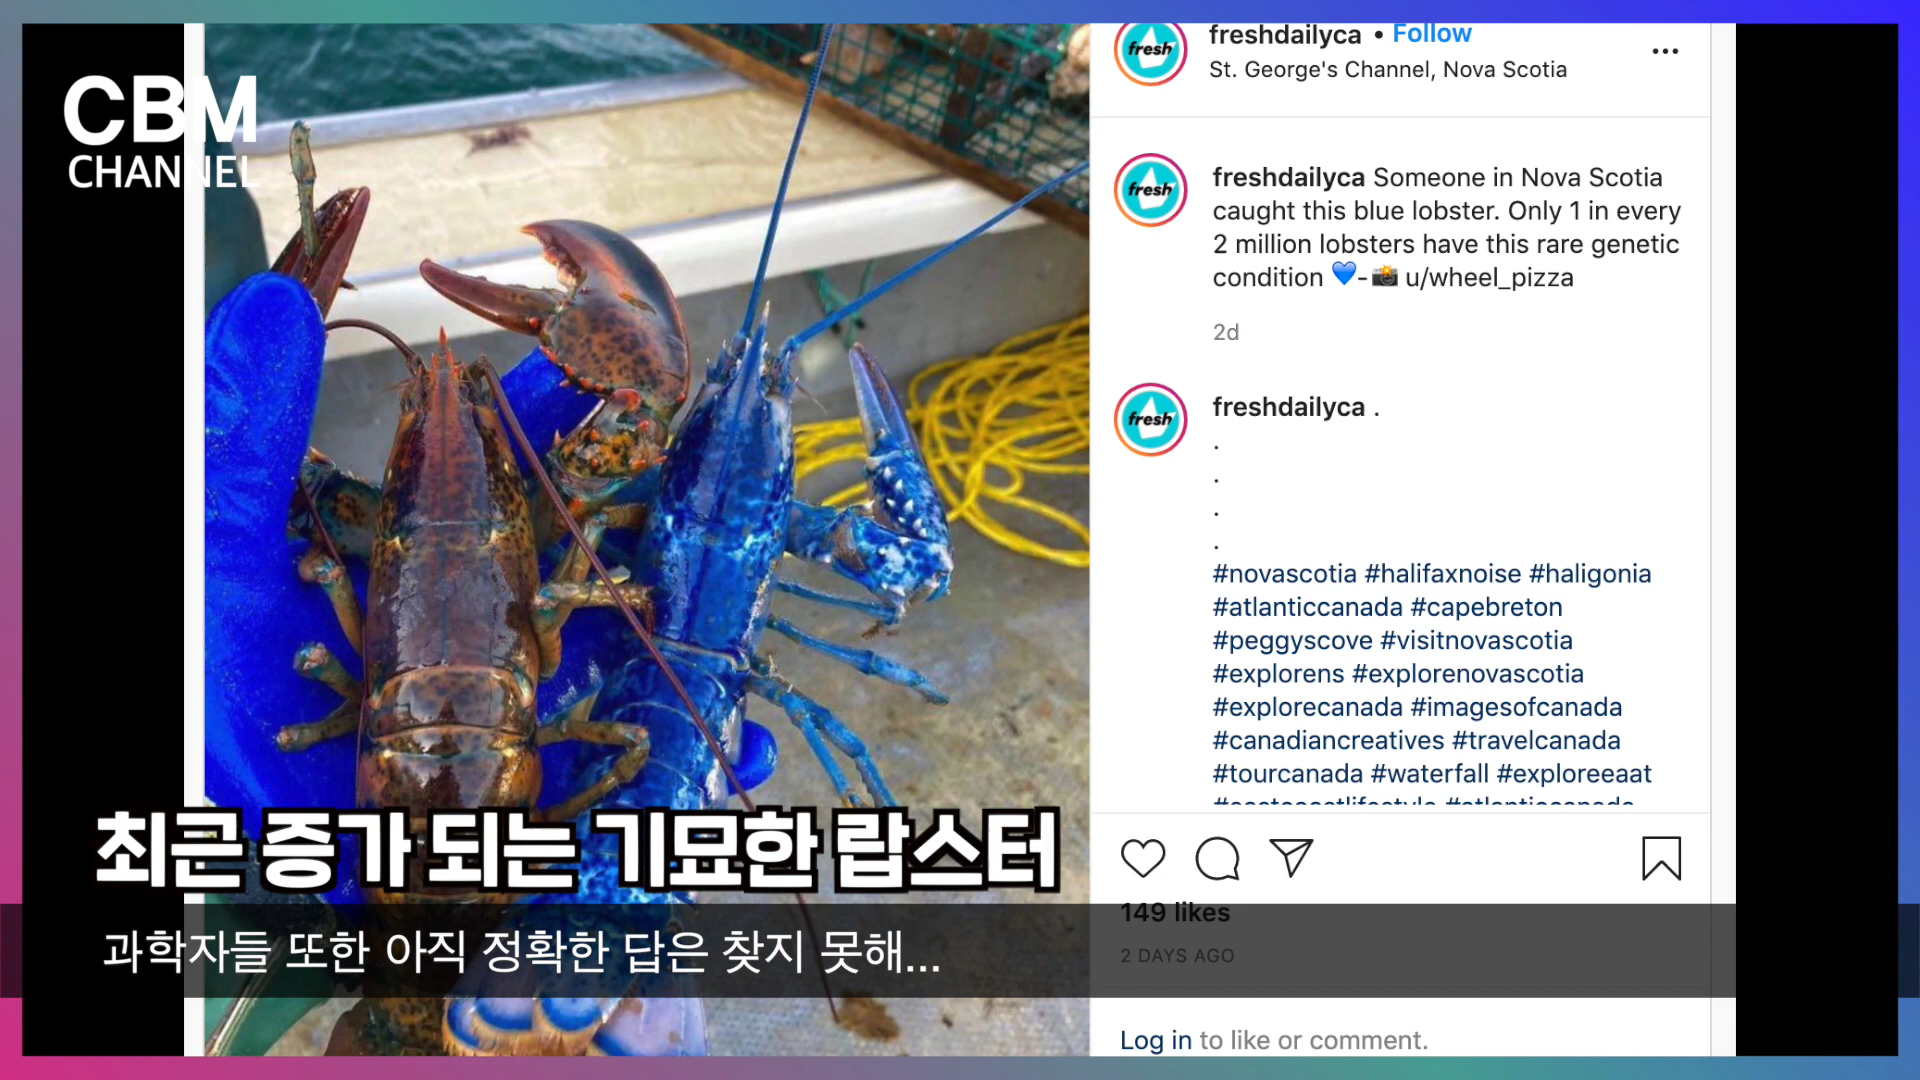 CBM
CHANNEL
fresh
freshdailyca • Follow
St. George's Channel, Nova Scotia
fresh
freshdailyca Someone in Nova Scotia
caught this blue lobster. Only 1 in every
2 million lobsters have this rare genetic
condition 💙-📸 u/wheel_pizza
2d
fresh
freshdailyca .
.
.
.
.
#novascotia #halifaxnoise #haligonia
#atlanticcanada #capebreton
#peggyscove #visitnovascotia
#explorens #explorenovascotia
#explorecanada #imagesofcanada
#canadiancreatives #travelcanada
#tourcanada #waterfall #exploreeaat
149 likes
2 DAYS AGO
Log in to like or comment.
최근 증가 되는 기묘한 랍스터
과학자들 또한 아직 정확한 답은 찾지 못해...